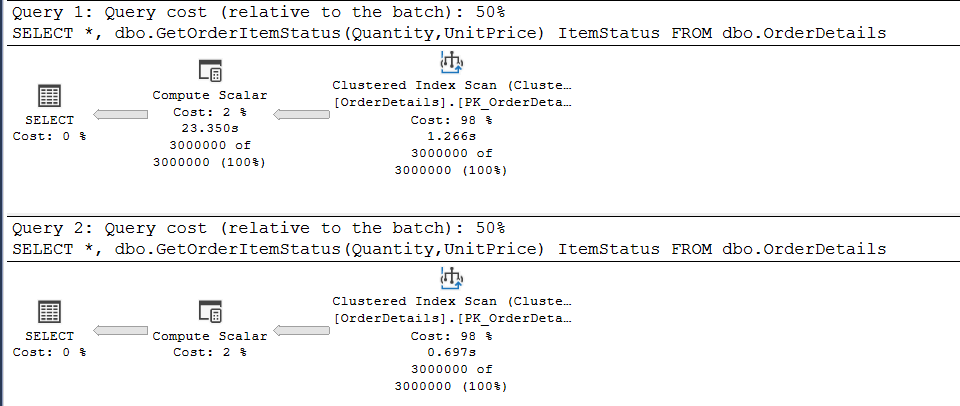 Query 1: Query cost (relative to the batch): 50%
SELECT *, dbo.GetOrderItemStatus(Quantity,UnitPrice) ItemStatus FROM dbo.OrderDetails
SELECT
Cost: 0 %
Compute Scalar
Cost: 2 %
23.350s
3000000 of
3000000 (100%)
Clustered Index Scan (Cluste…
[OrderDetails].[PK_OrderDeta…
Cost: 98 %
1.266s
3000000 of
3000000 (100%)
Query 2: Query cost (relative to the batch): 50%
SELECT *, dbo.GetOrderItemStatus(Quantity,UnitPrice) ItemStatus FROM dbo.OrderDetails
SELECT
Cost: 0 %
Compute Scalar
Cost: 2 %
Clustered Index Scan (Cluste…
[OrderDetails].[PK_OrderDeta…
Cost: 98 %
0.697s
3000000 of
3000000 (100%)